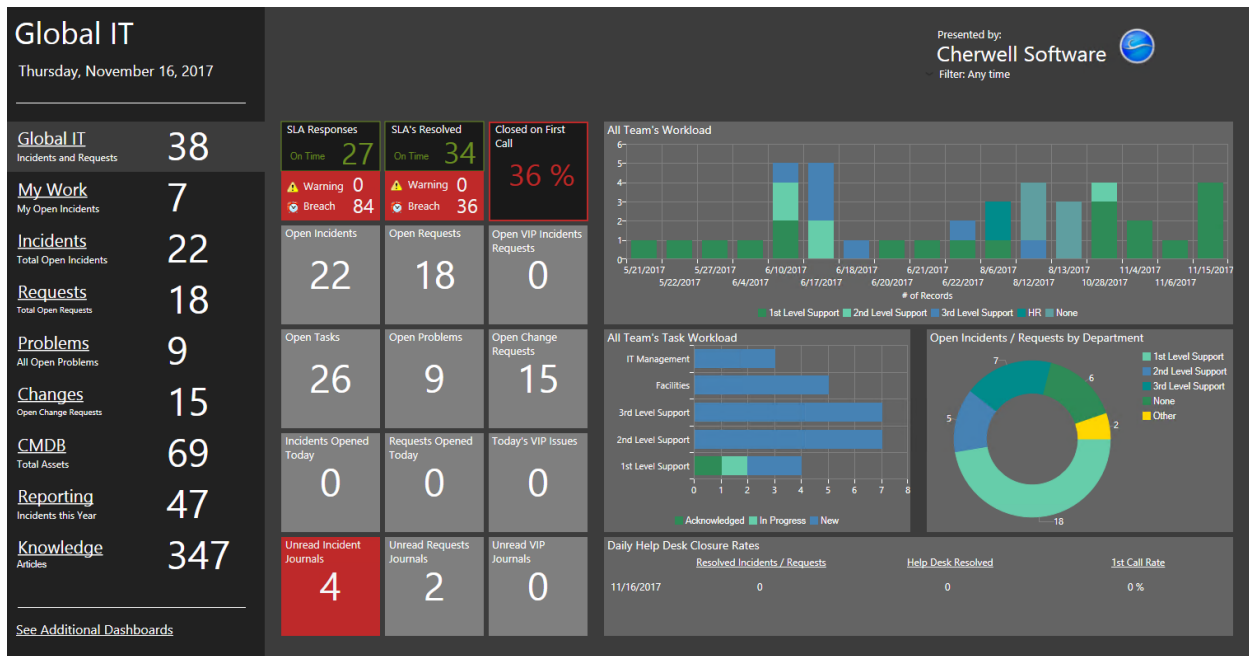 Global IT
Thursday, November 16, 2017
Presented by:
Cherwell Software
Filter: Any time
Global IT
38
Incidents and Requests
My Work
7
My Open Incidents
Incidents
22
Total Open Incidents
Requests
18
Total Open Requests
Problems
9
All Open Problems
Changes
15
Open Change Requests
CMDB
69
Total Assets
Reporting
47
Incidents this Year
Knowledge
347
Articles
See Additional Dashboards
SLA Responses
On Time 27
Warning 0
Breach 84
SLA's Resolved
On Time 34
Warning 0
Breach 36
Closed on First
Call
36 %
Open Incidents
22
Open Requests
18
Open VIP Incidents
Requests
0
Open Tasks
26
Open Problems
9
Open Change
Requests
15
Incidents Opened
Today
0
Requests Opened
Today
0
Today's VIP Issues
0
Unread Incident
Journals
4
Unread Requests
Journals
2
Unread VIP
Journals
0
All Team's Workload
6
5
4
3
2
1
0
5/21/2017 5/27/2017 6/10/2017 6/18/2017 6/21/2017 8/6/2017 8/13/2017 11/4/2017 11/15/2017
5/22/2017 6/4/2017 6/17/2017 6/20/2017 6/22/2017 8/12/2017 10/28/2017 11/6/2017
# of Records
1st Level Support 2nd Level Support 3rd Level Support HR None
All Team's Task Workload
IT Management
Facilities
3rd Level Support
2nd Level Support
1st Level Support
0 1 2 3 4 5 6 7 8
Acknowledged In Progress New
Open Incidents / Requests by Department
7
6
5
2
18
1st Level Support
2nd Level Support
3rd Level Support
None
Other
Daily Help Desk Closure Rates
Resolved Incidents / Requests Help Desk Resolved 1st Call Rate
11/16/2017 0 0 0 %